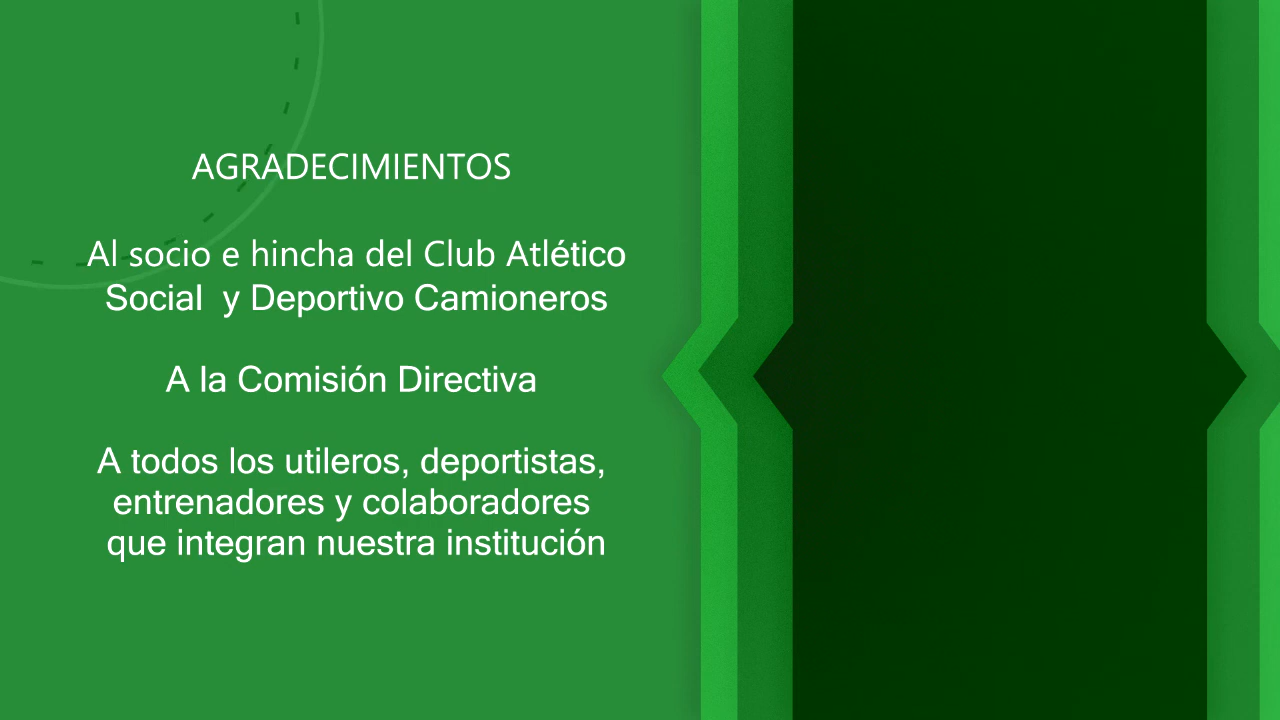 AGRADECIMIENTOS
Al socio e hincha del Club Atlético
Social  y Deportivo Camioneros
A la Comisión Directiva
A todos los utileros, deportistas,
entrenadores y colaboradores
que integran nuestra institución